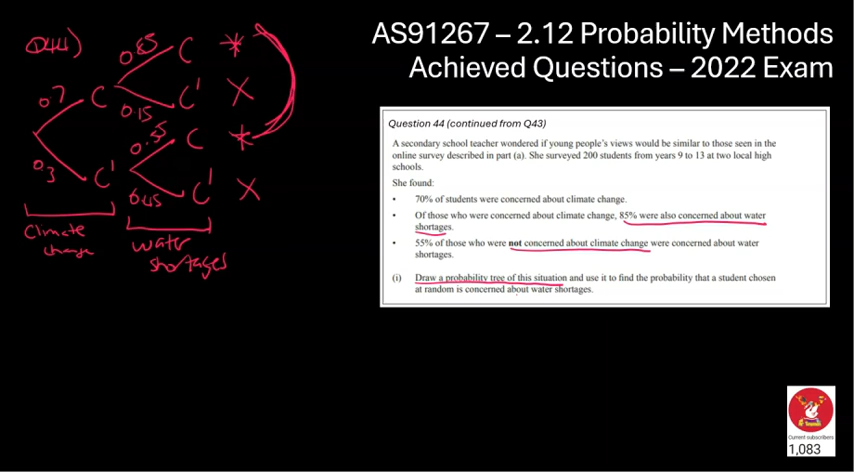 AS91267 – 2.12 Probability Methods
Achieved Questions – 2022 Exam
Q44)
0.85 C
0.7 C
0.15 C'
0.55 C
0.3 C'
0.45 C'
Climate
change
water
shortages
Question 44 (continued from Q43)
A secondary school teacher wondered if young people's views would be similar to those seen in the
online survey described in part (a). She surveyed 200 students from years 9 to 13 at two local high
schools.
She found:
• 70% of students were concerned about climate change.
• Of those who were concerned about climate change, 85% were also concerned about water
shortages.
• 55% of those who were not concerned about climate change were concerned about water
shortages.
(i) Draw a probability tree of this situation and use it to find the probability that a student chosen
at random is concerned about water shortages.
Current subscribers
1,083